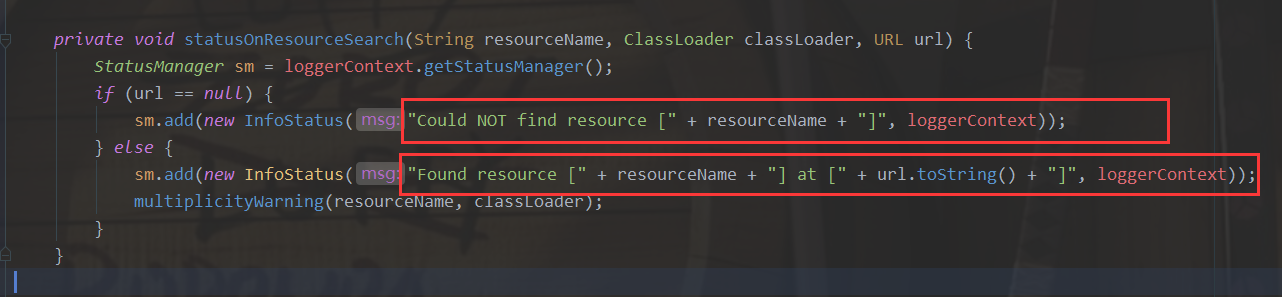 private void statusOnResourceSearch(String resourceName, ClassLoader classLoader, URL url) {
StatusManager sm = loggerContext.getStatusManager();
if (url == null) {
sm.add(new InfoStatus( msg: "Could NOT find resource [" + resourceName + "]", loggerContext));
} else {
sm.add(new InfoStatus( msg: "Found resource [" + resourceName + "] at [" + url.toString() + "]", loggerContext));
multiplicityWarning(resourceName, classLoader);
}
}